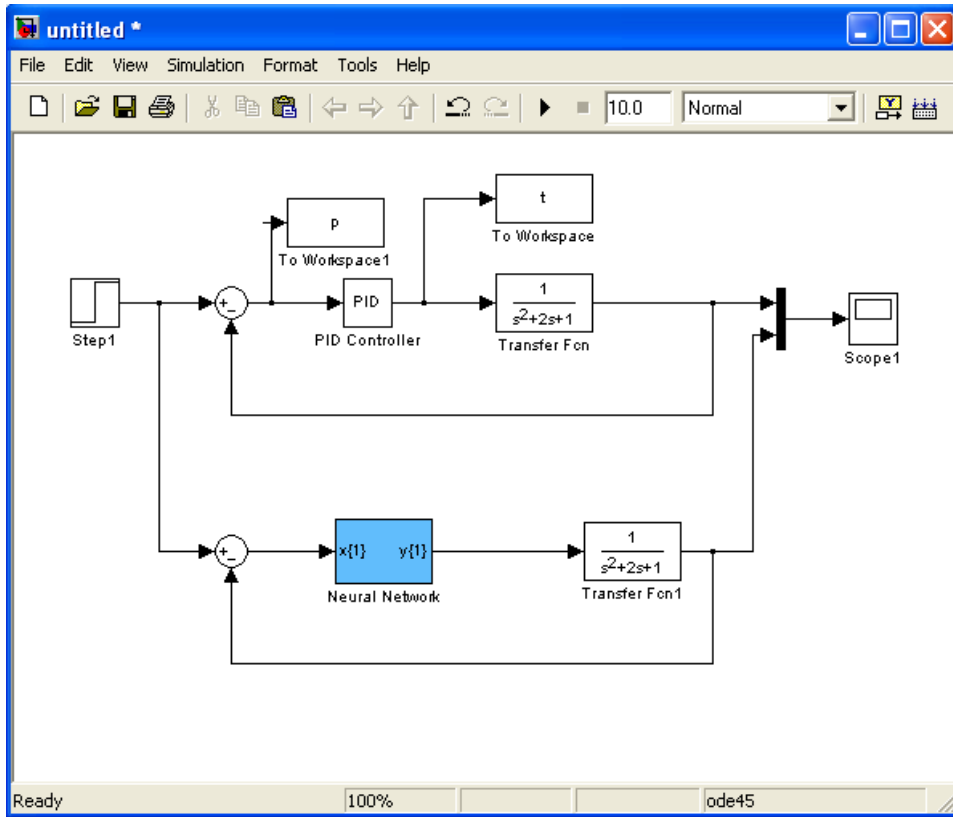 untitled *
File Edit View Simulation Format Tools Help
10.0 Normal
t
To Workspace
p
To Workspace1
Step1
+
-
PID
PID Controller
1
s²+2s+1
Transfer Fcn
Scope1
+
-
x{1} y{1}
Neural Network
1
s²+2s+1
Transfer Fcn1
Ready 100% ode45